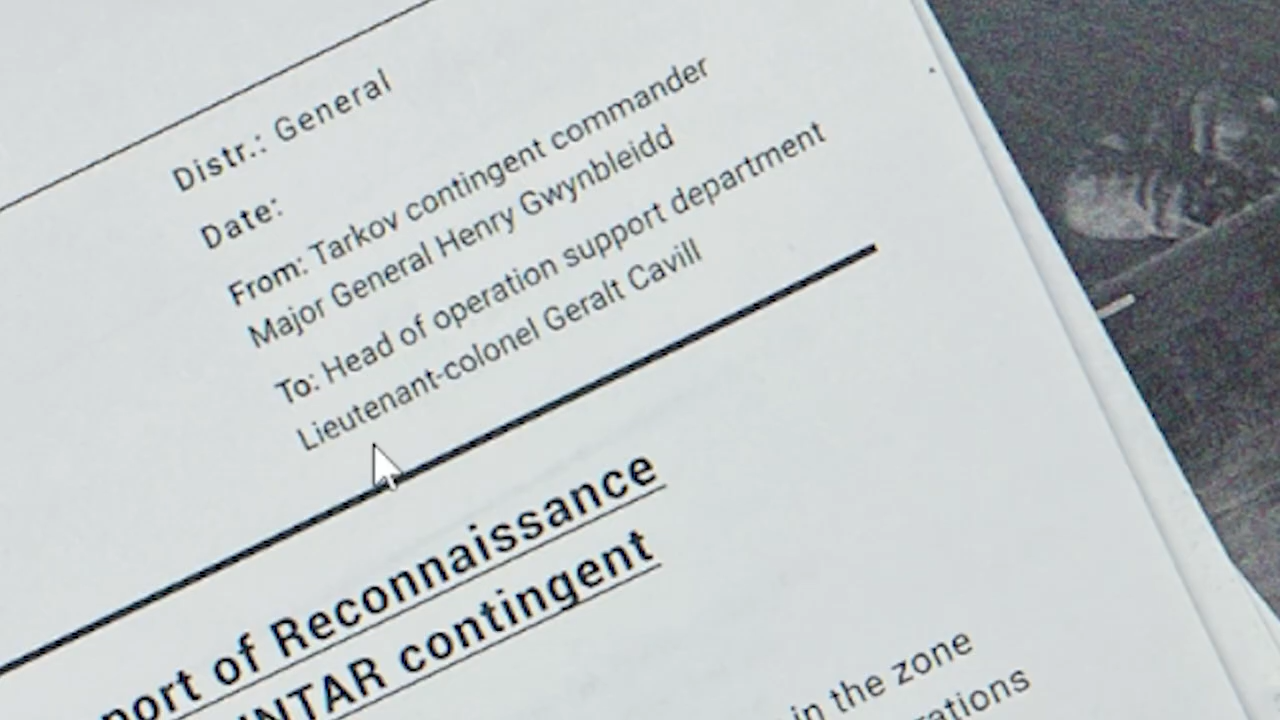 Distr.: General
Date:
From: Tarkov contingent commander
Major General Henry Gwynbleidd
To: Head of operation support department
Lieutenant-colonel Geralt Cavill
port of Reconnaissance
NTAR contingent
in the zone
rations